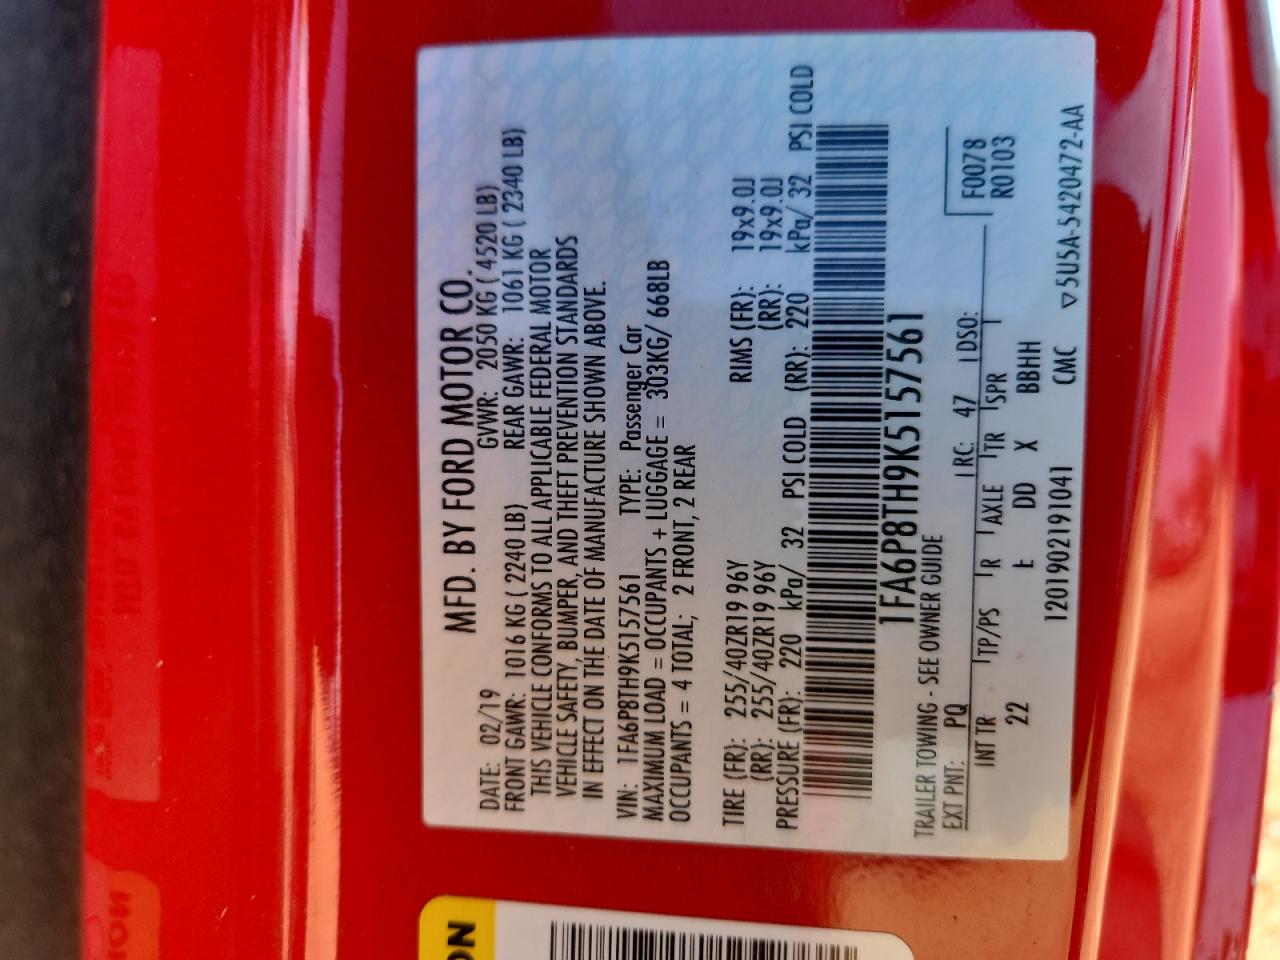 MFD. BY FORD MOTOR CO.
DATE: 02/19 GVWR: 2050 KG ( 4520 LB)
FRONT GAWR: 1016 KG ( 2240 LB) REAR GAWR: 1061 KG ( 2340 LB)
THIS VEHICLE CONFORMS TO ALL APPLICABLE FEDERAL MOTOR
VEHICLE SAFETY, BUMPER, AND THEFT PREVENTION STANDARDS
IN EFFECT ON THE DATE OF MANUFACTURE SHOWN ABOVE.
VIN: 1FA6P8TH9K5157561 TYPE: Passenger Car
MAXIMUM LOAD = OCCUPANTS + LUGGAGE = 303KG/ 668LB
OCCUPANTS = 4 TOTAL; 2 FRONT, 2 REAR
TIRE (FR): 255/40ZR19 96Y RIMS (FR): 19x9.0J
(RR): 255/40ZR19 96Y (RR): 19x9.0J
PRESSURE (FR): 220 kPa/ 32 PSI COLD (RR): 220 kPa/ 32 PSI COLD
1FA6P8TH9K5157561
TRAILER TOWING - SEE OWNER GUIDE
F0078
R0103
EXT PNT: PQ RC: 47 DSO:
INT TR TP/PS R AXLE TR SPR
22 DD X BBHH
1201902191041 CMC ▽5U5A-5420472-AA
ON